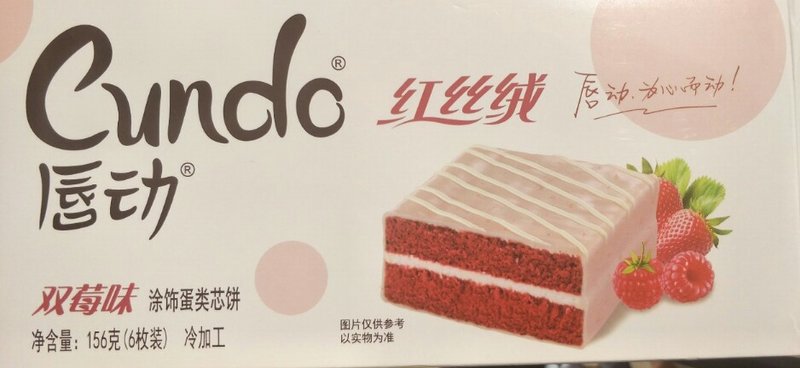 Cundo®
唇动®
红丝绒
唇动,为心而动!
双莓味 涂饰蛋类芯饼
净含量: 156克(6枚装) 冷加工
图片仅供参考
以实物为准